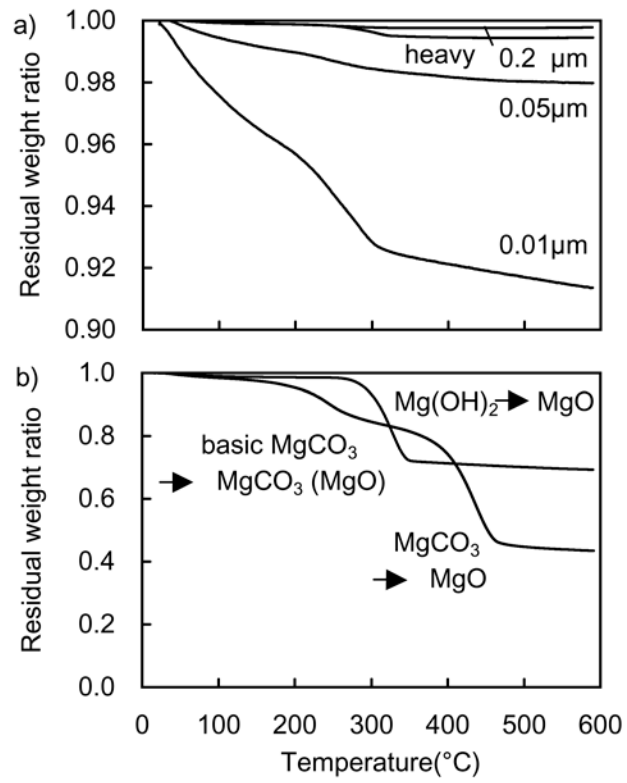 a)
Residual weight ratio
1.00
0.98
0.96
0.94
0.92
0.90
heavy
0.2 μm
0.05μm
0.01μm
b)
Residual weight ratio
1.0
0.8
0.6
0.4
0.2
0.0
Mg(OH)₂ → MgO
basic MgCO₃
→ MgCO₃ (MgO)
MgCO₃
→ MgO
0 100 200 300 400 500 600
Temperature(°C)